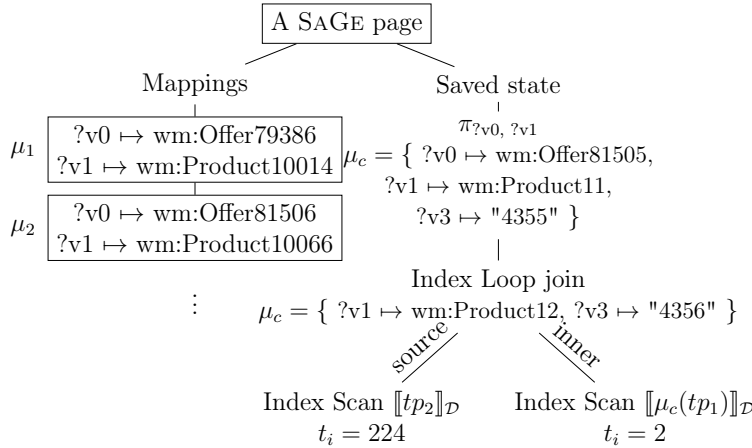 A SAGE page
Mappings
Saved state
μ₁
?v0 ↦ wm:Offer79386
?v1 ↦ wm:Product10014
μ₂
?v0 ↦ wm:Offer81506
?v1 ↦ wm:Product10066
⋮
π?v0, ?v1
μc = { ?v0 ↦ wm:Offer81505,
?v1 ↦ wm:Product11,
?v3 ↦ "4355" }
Index Loop join
μc = { ?v1 ↦ wm:Product12, ?v3 ↦ "4356" }
source
inner
Index Scan ⟦tp₂⟧𝒟
tᵢ = 224
Index Scan ⟦μc(tp₁)⟧𝒟
tᵢ = 2